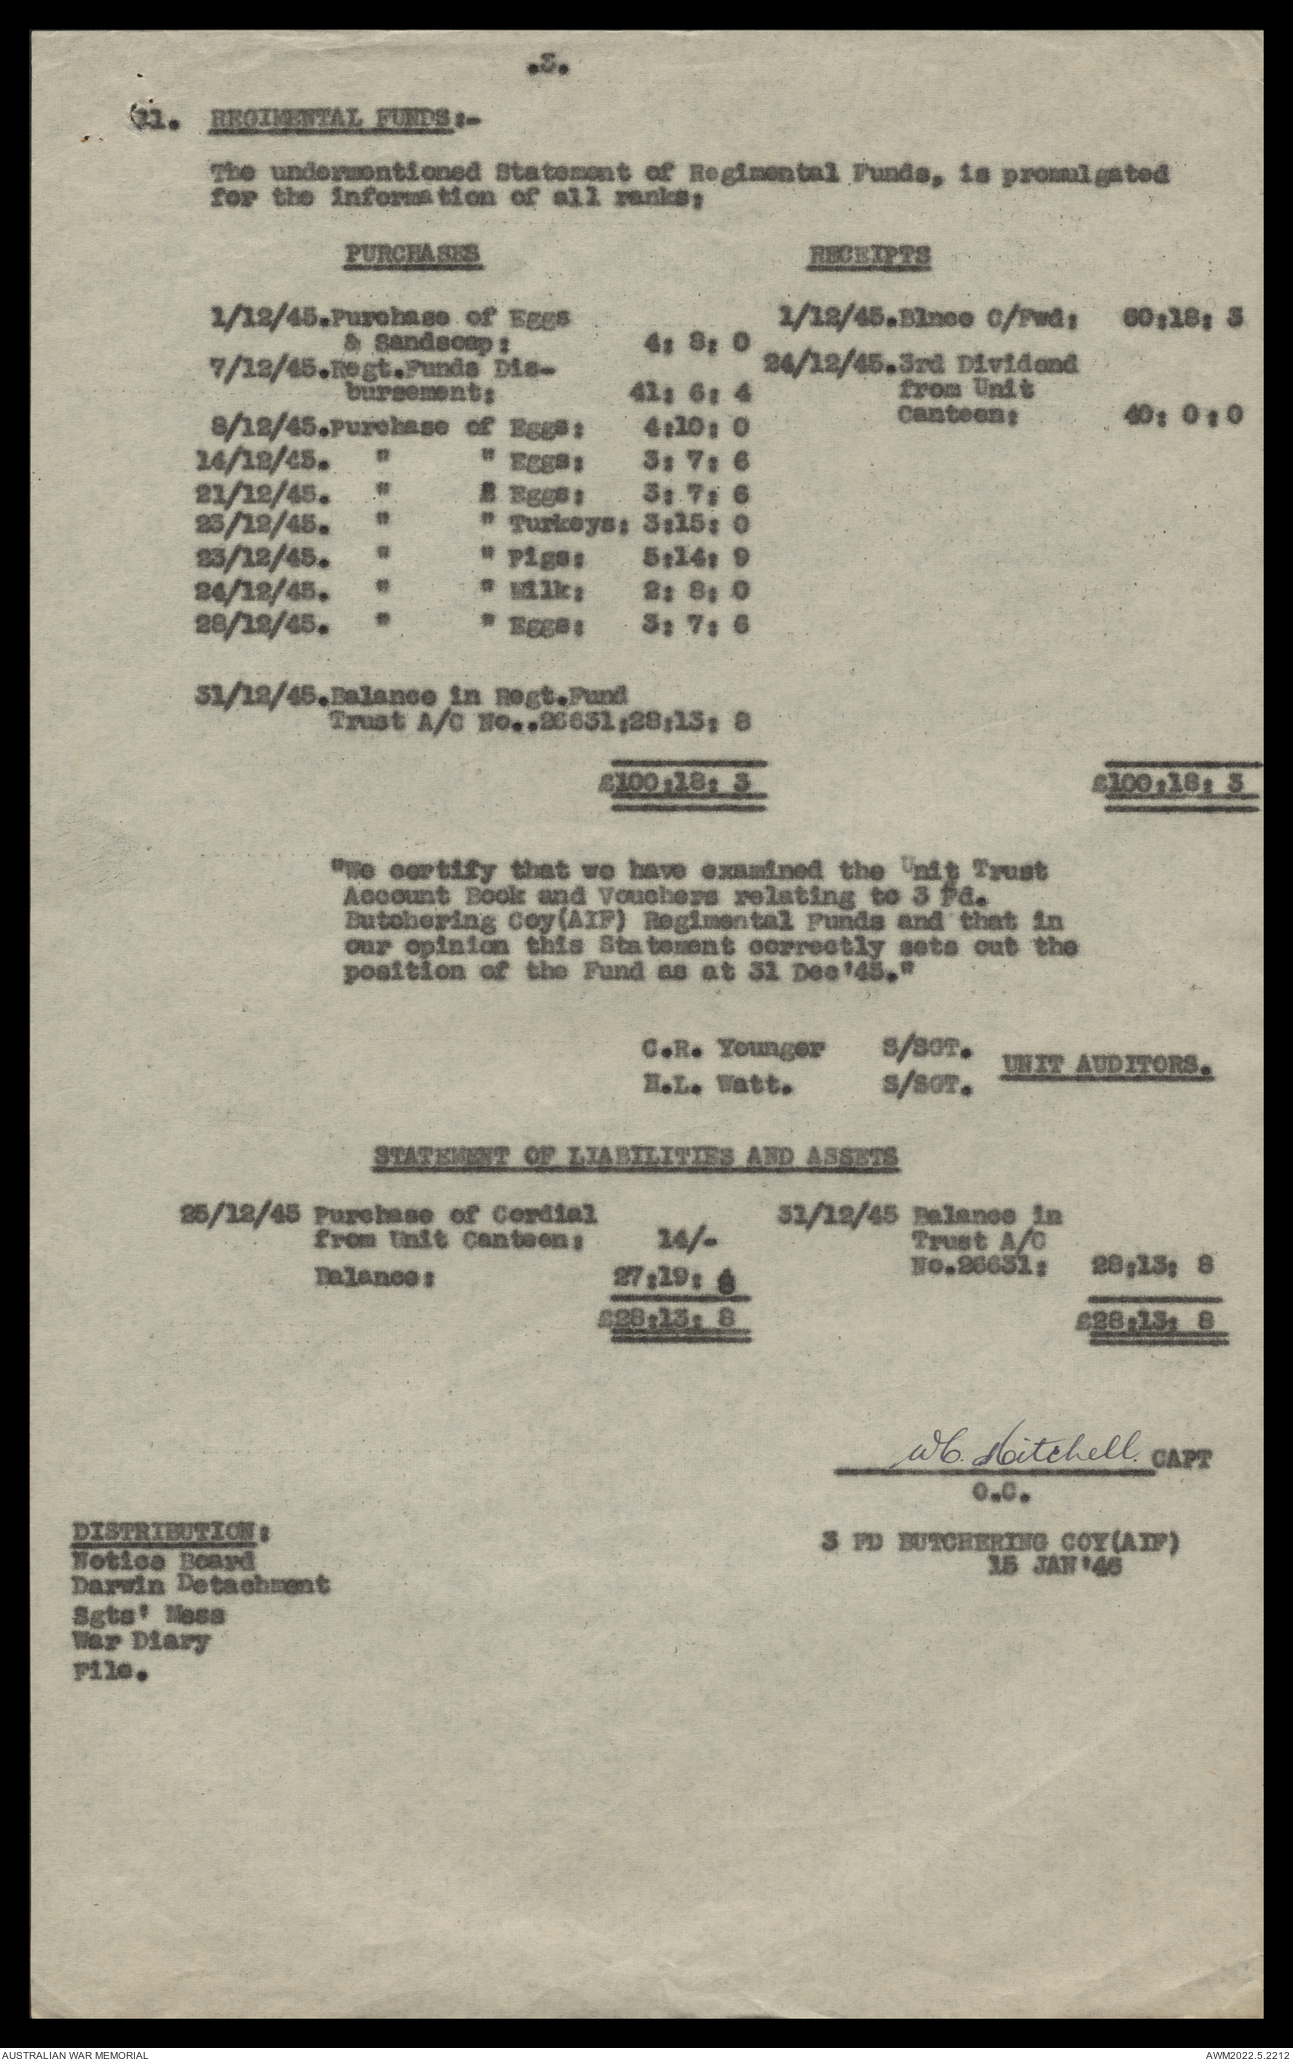 .3.
11. REGIMENTAL FUNDS:-
The undermentioned Statement of Regimental Funds, is promulgated
for the information of all ranks:
PURCHASES RECEIPTS
1/12/45.Purchase of Eggs 1/12/45.Blnce C/Fwd: 60:18: 3
& Sandsoap: 4: 8: 0
7/12/45.Regt.Funds Dis- 24/12/45.3rd Dividend
bursement: 41: 6: 4 from Unit
8/12/45.Purchase of Eggs: 4:10: 0 Canteen: 40: 0:0
14/12/45. " " Eggs: 3: 7: 6
21/12/45. " " Eggs: 3: 7: 6
23/12/45. " " Turkeys: 3:15: 0
23/12/45. " " Pigs: 5:14: 9
24/12/45. " " Milk: 2: 8: 0
28/12/45. " " Eggs: 3: 7: 6
31/12/45.Balance in Regt.Fund
Trust A/C No..26631:28:13: 8
£100:18: 3 £100:18: 3
"We certify that we have examined the Unit Trust
Account Book and Vouchers relating to 3 Fd.
Butchering Coy(AIF) Regimental Funds and that in
our opinion this Statement correctly sets out the
position of the Fund as at 31 Dec'45."
C.R. Younger S/SGT.
UNIT AUDITORS.
H.L. Watt. S/SGT.
STATEMENT OF LIABILITIES AND ASSETS
25/12/45 Purchase of Cordial 31/12/45 Balance in
from Unit Canteen: 14/- Trust A/C
Balance: 27:19: 8 No.26631: 28:13: 8
£28:13: 8 £28:13: 8
WC. Mitchell. CAPT
O.C.
3 FD BUTCHERING COY(AIF)
15 JAN'46
DISTRIBUTION:
Notice Board
Darwin Detachment
Sgts' Mess
War Diary
File.
AUSTRALIAN WAR MEMORIAL AWM2022.5.2212